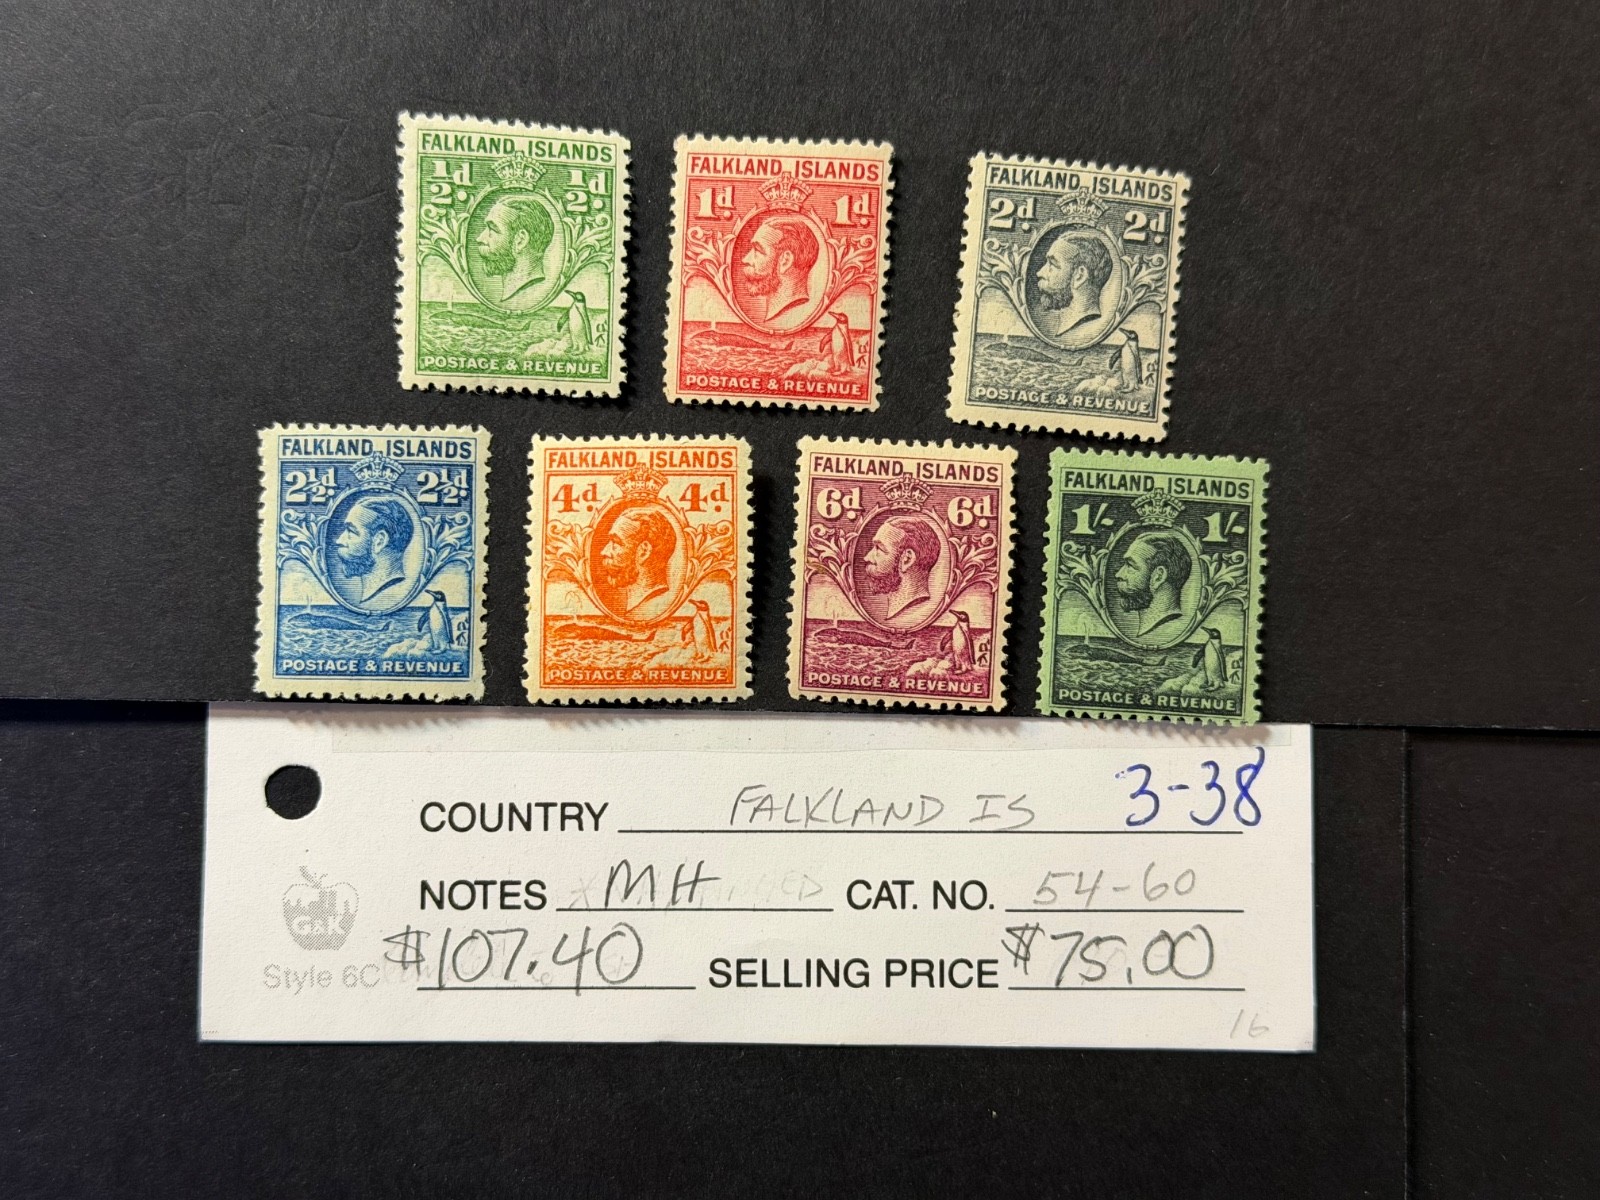 FALKLAND ISLANDS
½d. ½d.
POSTAGE & REVENUE
FALKLAND ISLANDS
1d. 1d.
POSTAGE & REVENUE
FALKLAND ISLANDS
2d. 2d.
POSTAGE & REVENUE
FALKLAND ISLANDS
2½d. 2½d.
POSTAGE & REVENUE
FALKLAND ISLANDS
4d. 4d.
POSTAGE & REVENUE
FALKLAND ISLANDS
6d. 6d.
POSTAGE & REVENUE
FALKLAND ISLANDS
1/- 1/-
POSTAGE & REVENUE
3-38
COUNTRY FALKLAND IS
NOTES MH CAT. NO. 54-60
G&K
Style 6C $107.40 SELLING PRICE $75.00
16